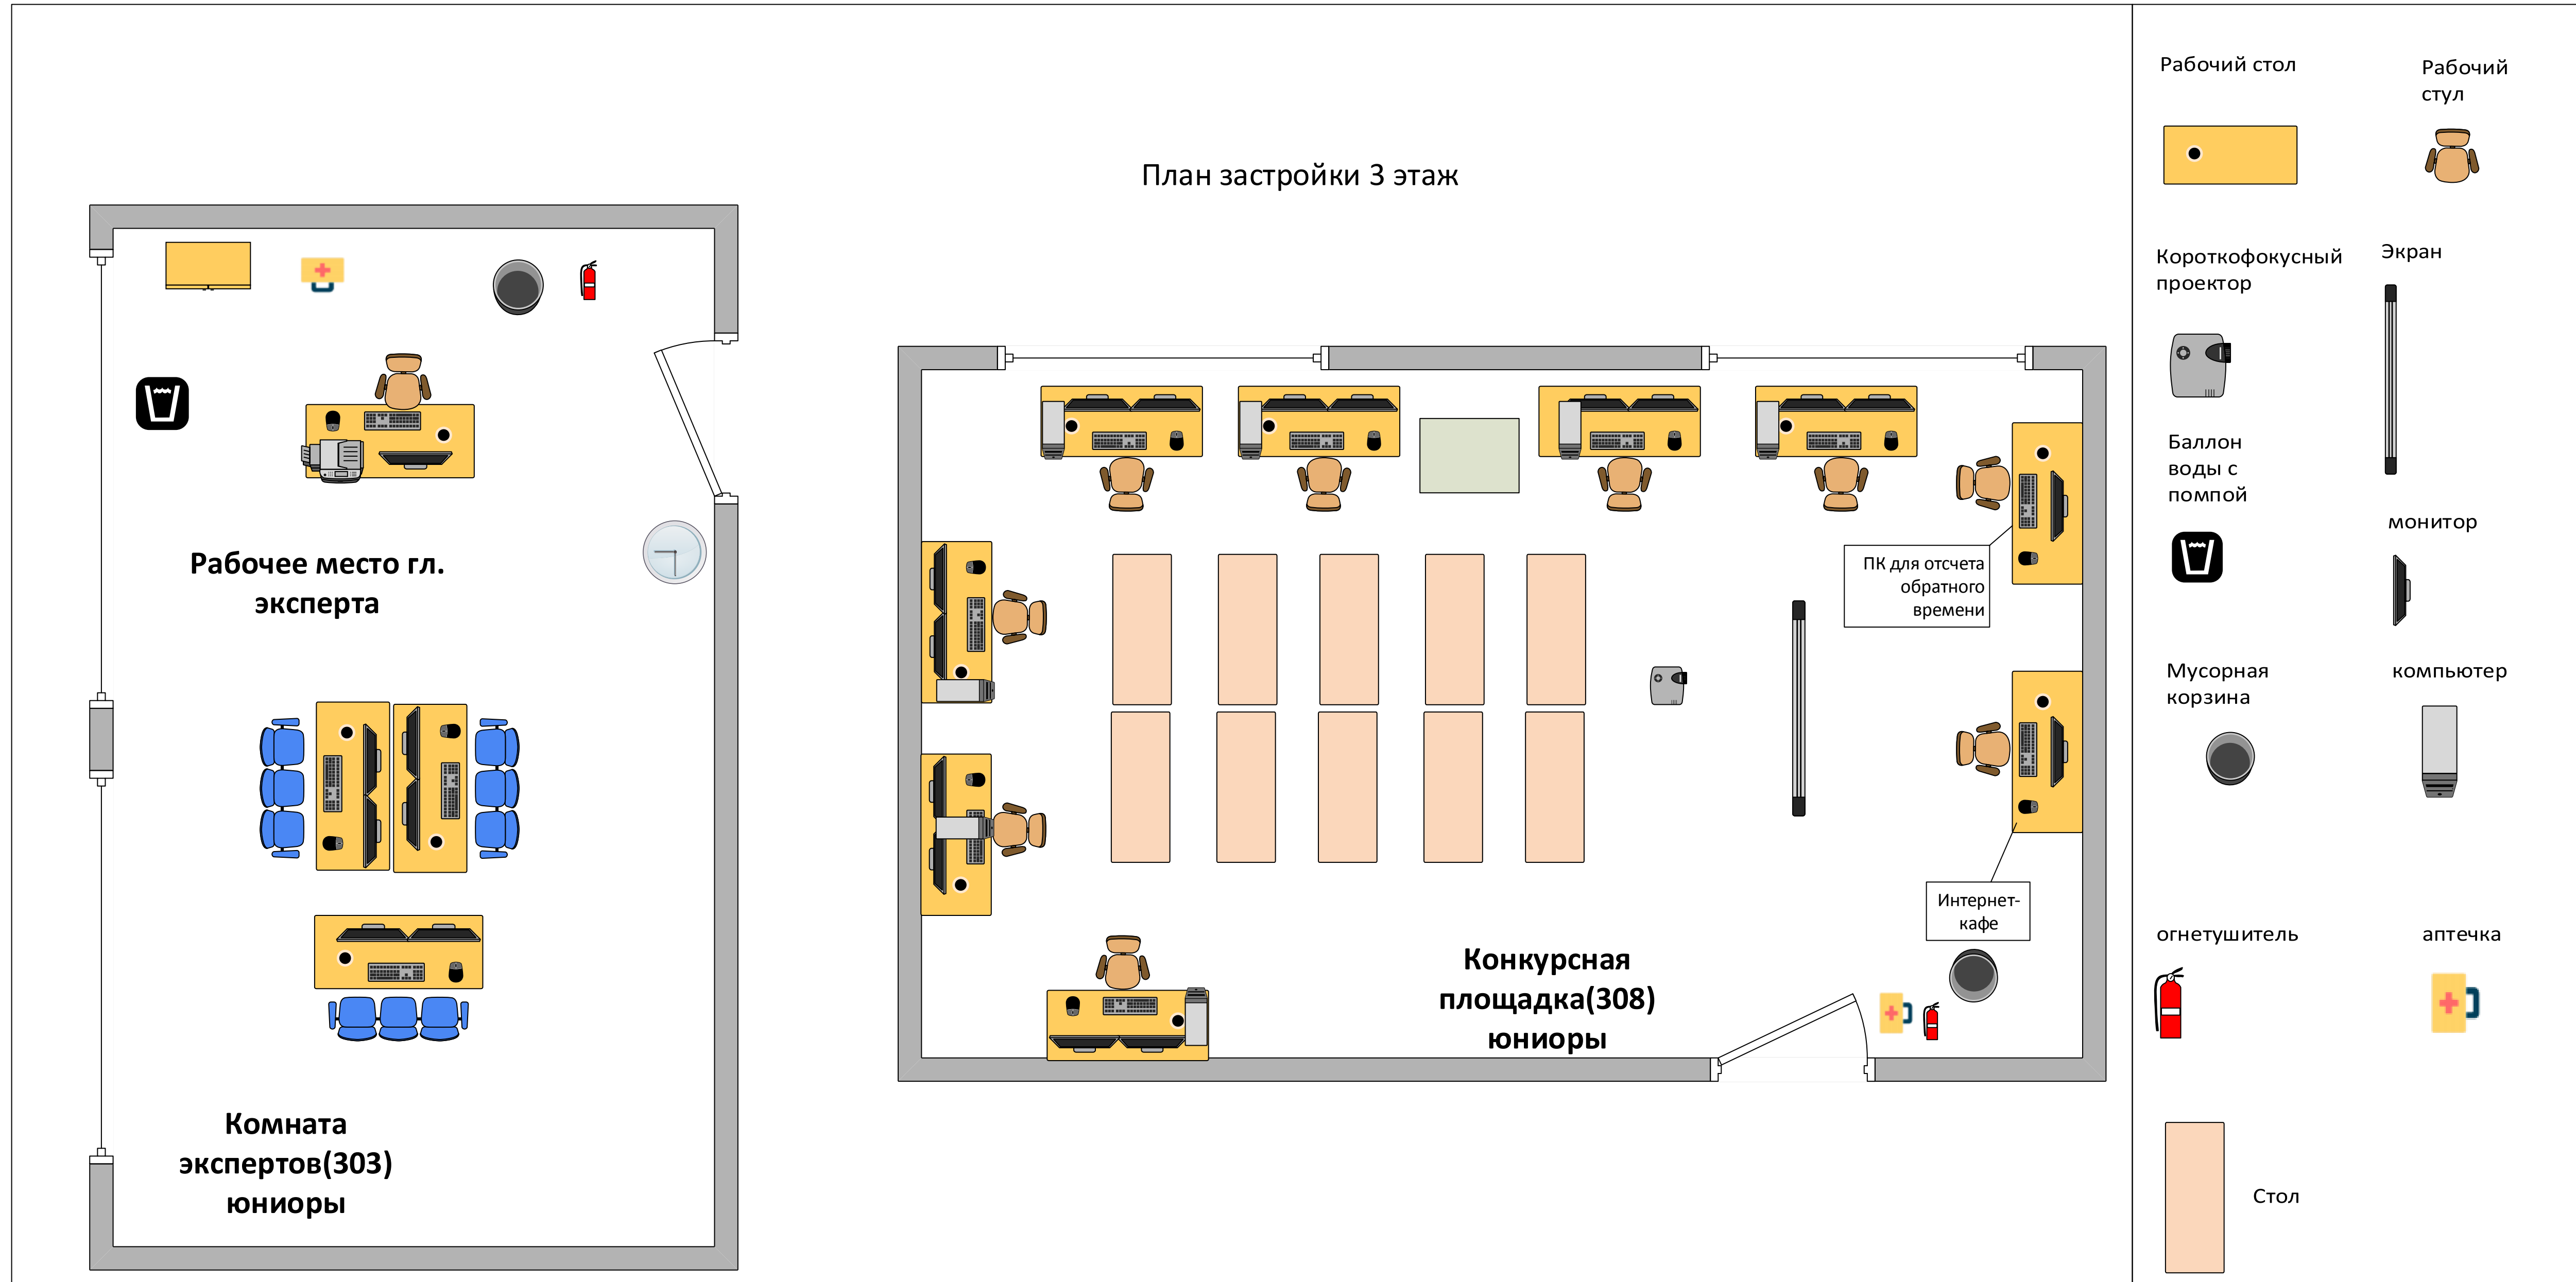 План застройки 3 этаж
Рабочее место гл.
эксперта
Комната
экспертов(303)
юниоры
ПК для отсчета
обратного
времени
Интернет-
кафе
Конкурсная
площадка(308)
юниоры
Рабочий стол
Рабочий
стул
Короткофокусный
проектор
Экран
Баллон
воды с
помпой
монитор
Мусорная
корзина
компьютер
огнетушитель
аптечка
Стол